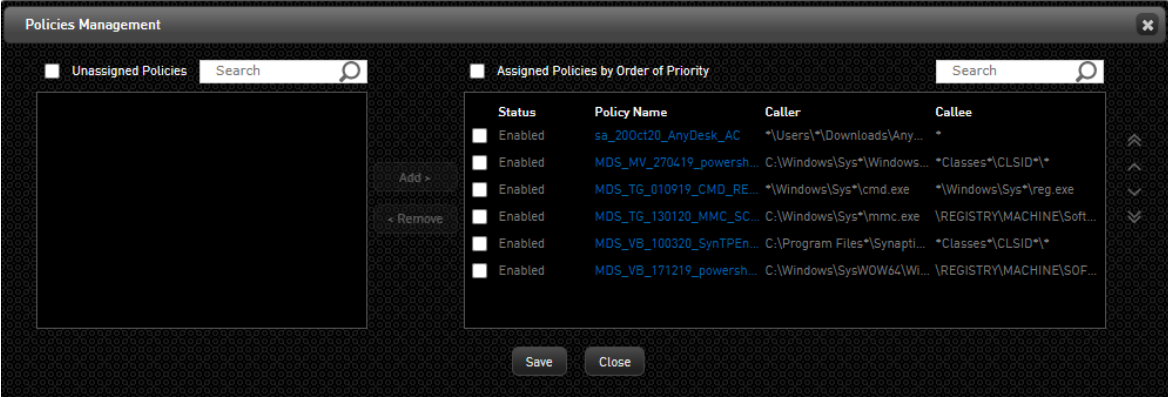 Policies Management
Unassigned Policies Search
Assigned Policies by Order of Priority Search
Status Policy Name Caller Callee
Enabled sa_20Oct20_AnyDesk_AC *\Users\*\Downloads\Any... *
Enabled MDS_MV_270419_powersh... C:\Windows\Sys*\Windows... *Classes*\CLSID*\*
Add >
Enabled MDS_TG_010919_CMD_RE... *\Windows\Sys*\cmd.exe *\Windows\Sys*\reg.exe
< Remove
Enabled MDS_TG_130120_MMC_SC... C:\Windows\Sys*\mmc.exe \REGISTRY\MACHINE\Soft...
Enabled MDS_VB_100320_SynTPEn... C:\Program Files*\Synapti... *Classes*\CLSID*\*
Enabled MDS_VB_171219_powersh... C:\Windows\SysWOW64\Wi... \REGISTRY\MACHINE\SOF...
Save Close